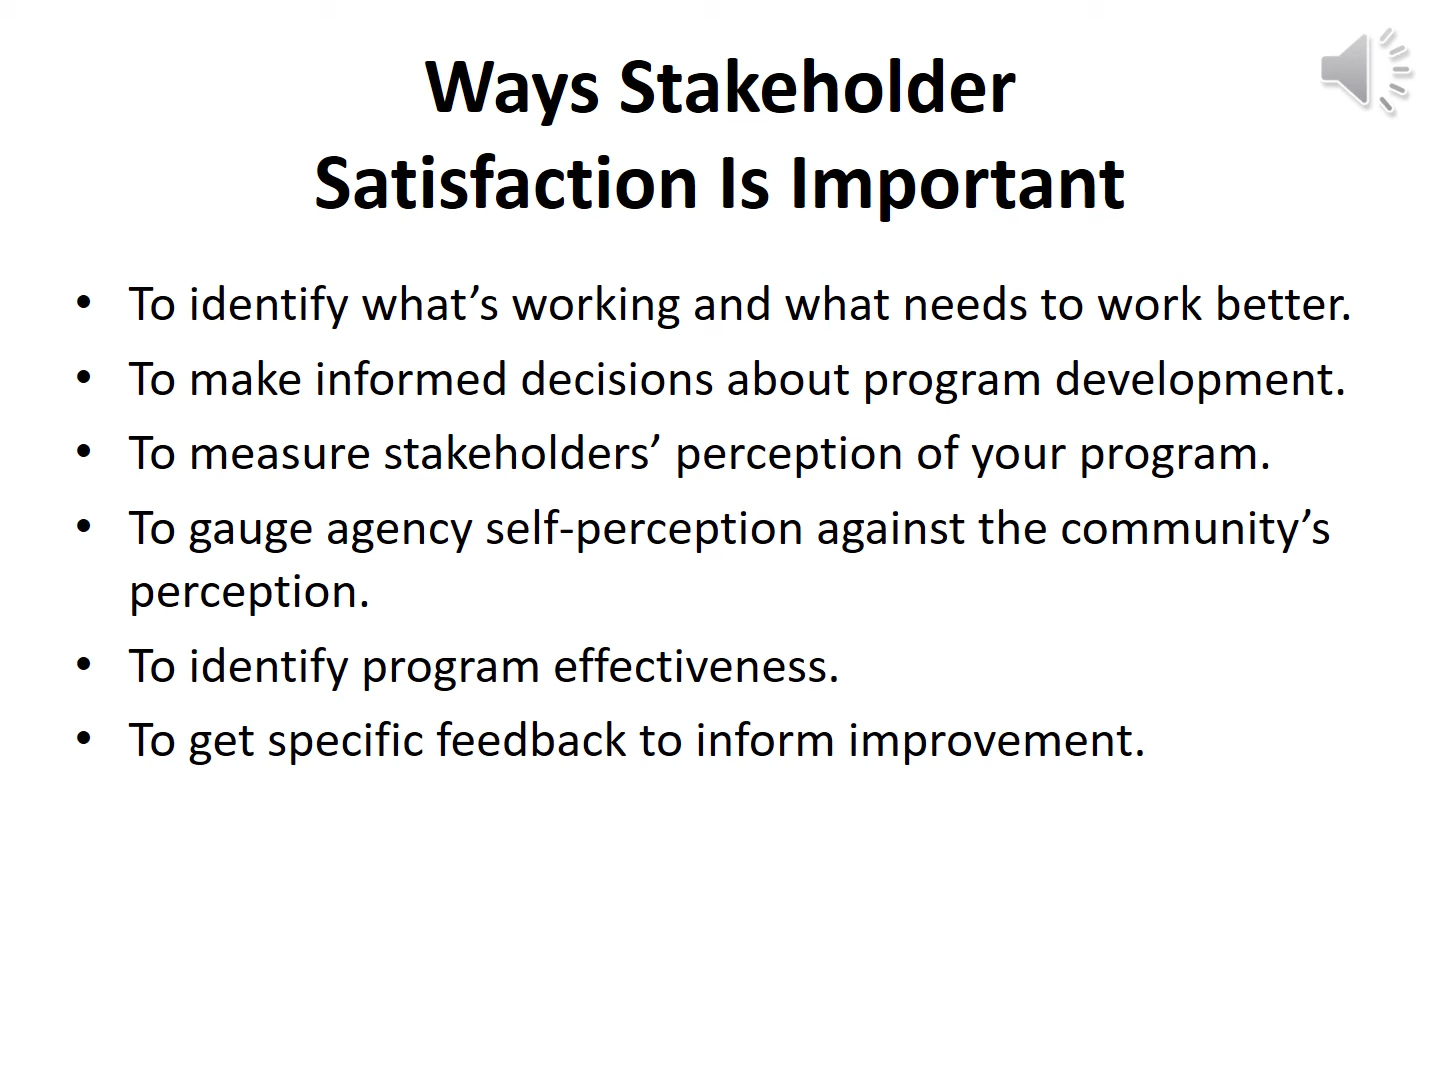 Ways Stakeholder
Satisfaction Is Important
• To identify what’s working and what needs to work better.
• To make informed decisions about program development.
• To measure stakeholders’ perception of your program.
• To gauge agency self-perception against the community’s
perception.
• To identify program effectiveness.
• To get specific feedback to inform improvement.